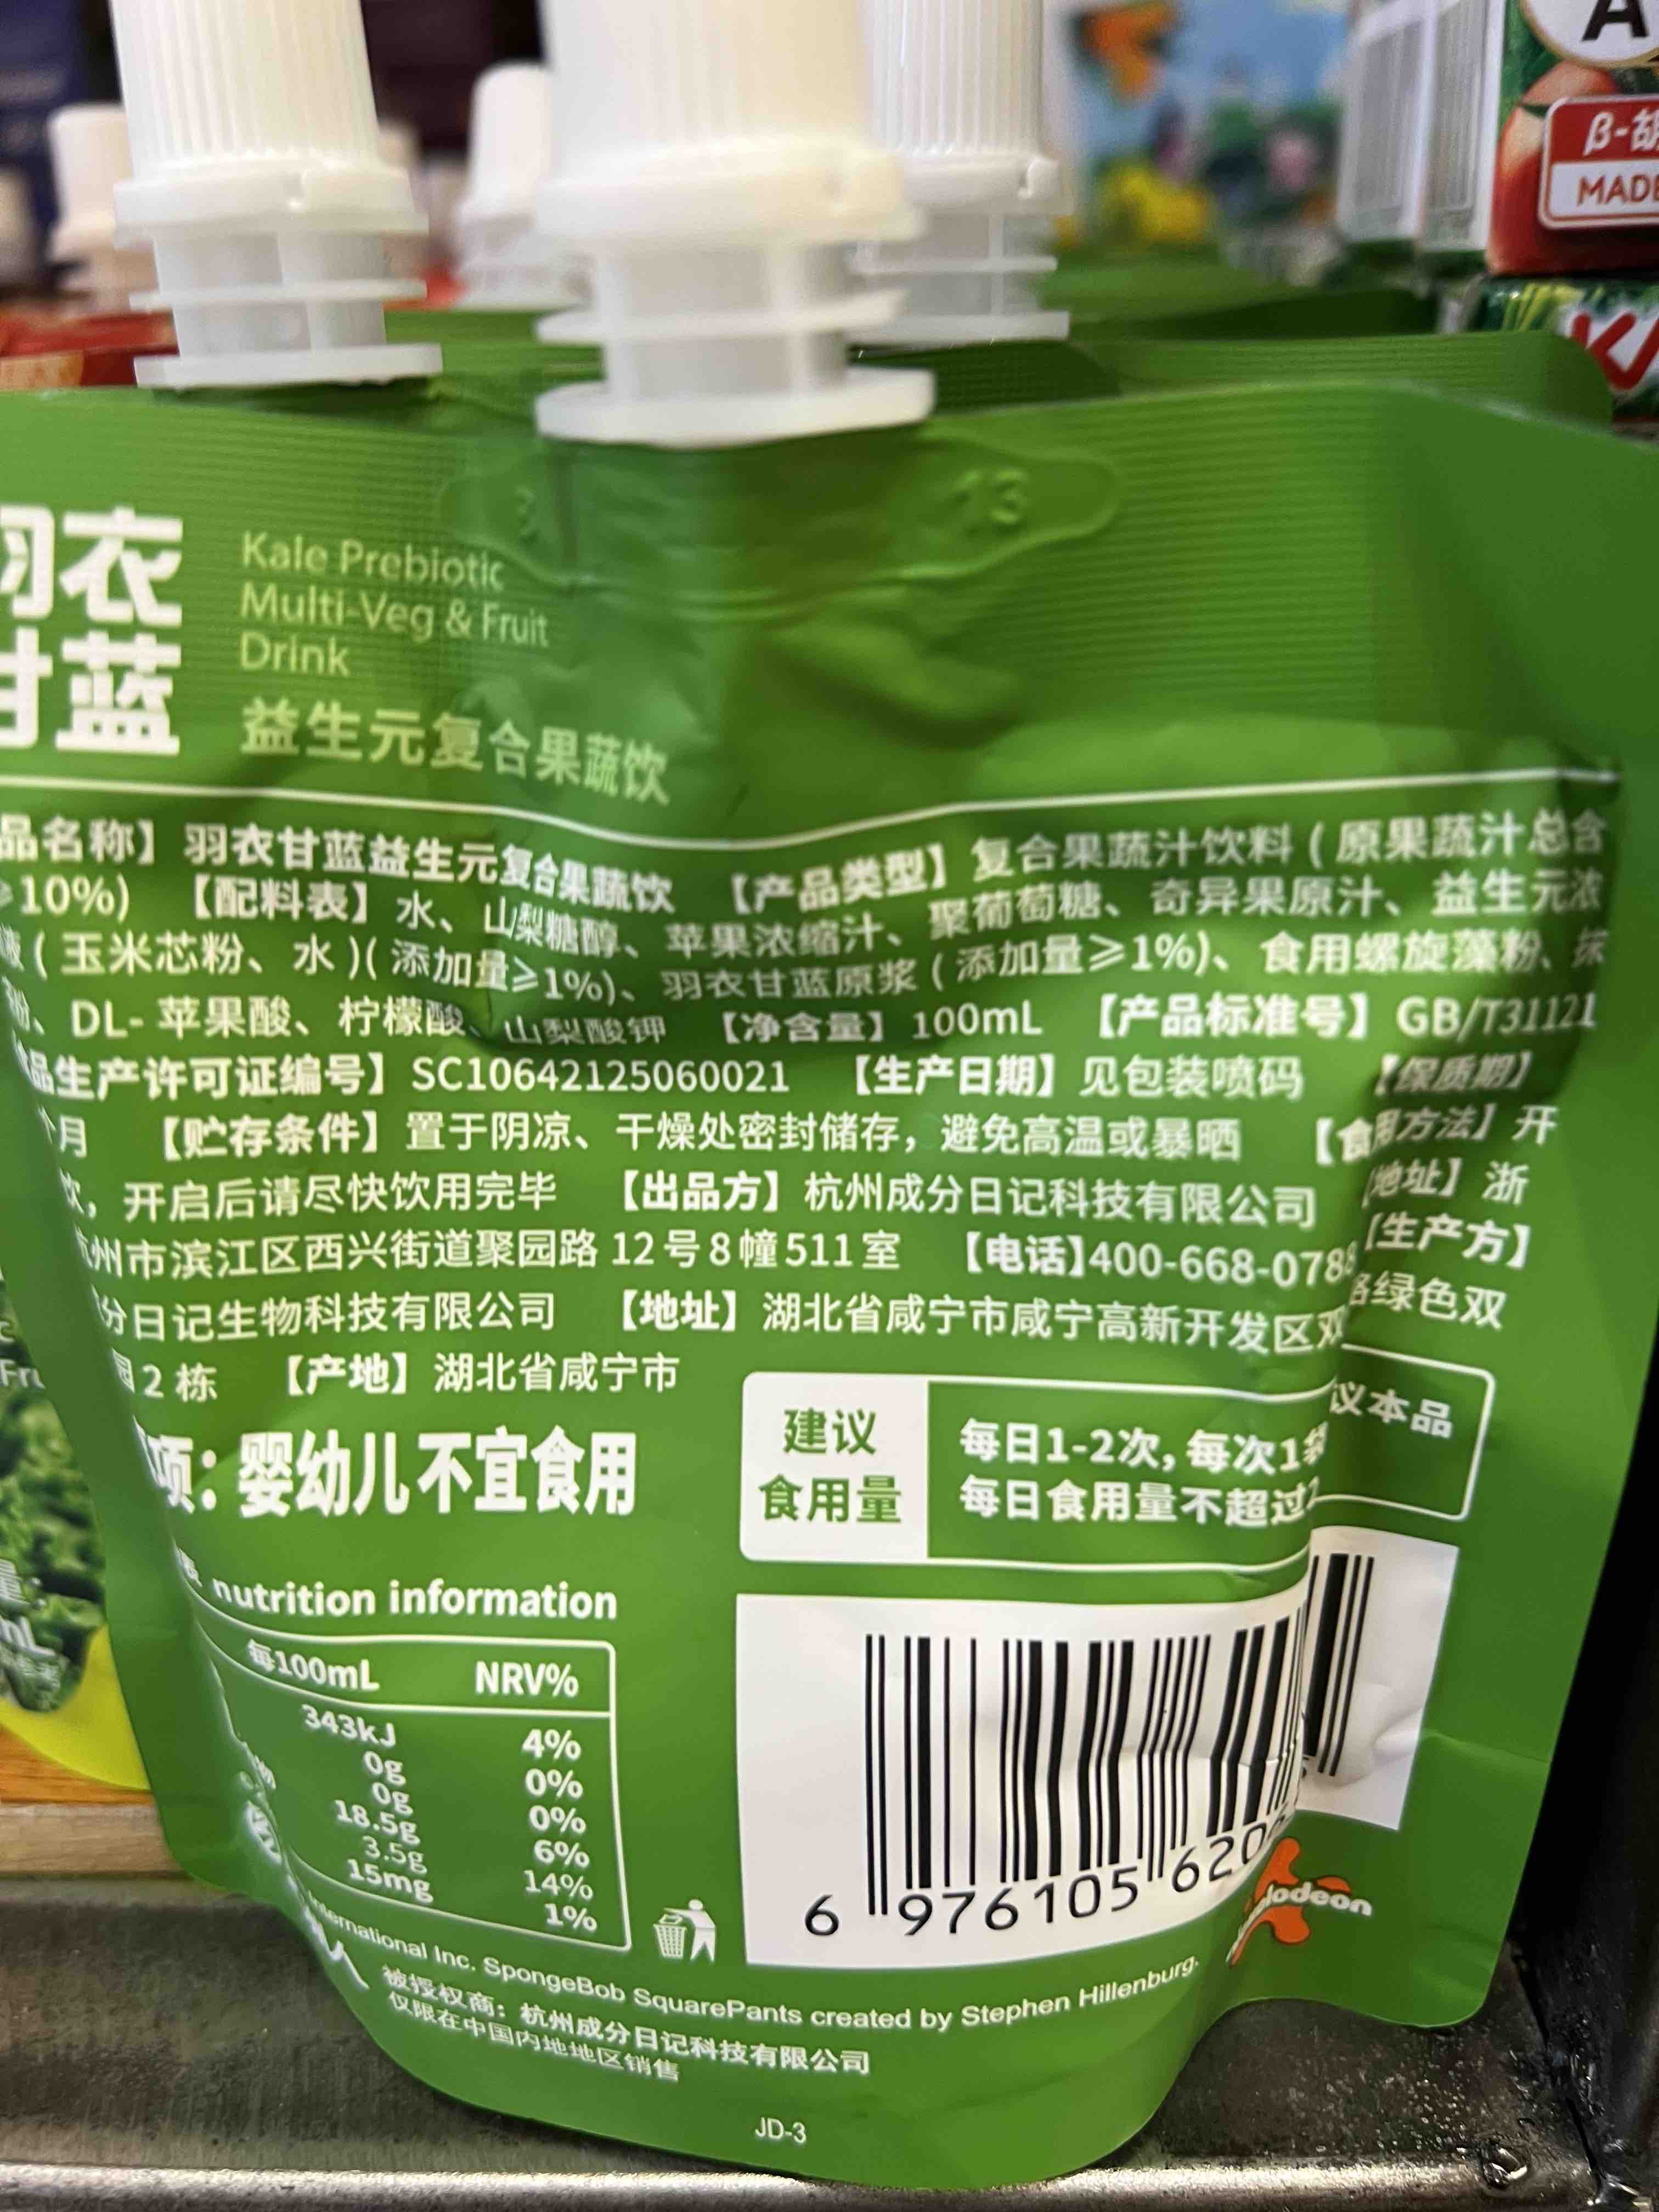 羽衣
甘蓝
Kale Prebiotic
Multi-Veg & Fruit
Drink
益生元复合果蔬饮
品名称】羽衣甘蓝益生元复合果蔬饮 【产品类型】复合果蔬汁饮料(原果蔬汁总含
≥10%) 【配料表】水、山梨糖醇、苹果浓缩汁、聚葡萄糖、奇异果原汁、益生元浓
(玉米芯粉、水)(添加量≥1%)、羽衣甘蓝原浆(添加量≥1%)、食用螺旋藻粉、抹
粉、DL-苹果酸、柠檬酸、山梨酸钾 【净含量】100mL 【产品标准号】GB/T31121
品生产许可证编号】SC10642125060021 【生产日期】见包装喷码 【保质期】
个月 【贮存条件】置于阴凉、干燥处密封储存,避免高温或暴晒 【食用方法】开
饮,开启后请尽快饮用完毕 【出品方】杭州成分日记科技有限公司 【地址】浙
州市滨江区西兴街道聚园路12号8幢511室 【电话】400-668-0788 【生产方】
分日记生物科技有限公司 【地址】湖北省咸宁市咸宁高新开发区双 路绿色双
园2栋 【产地】湖北省咸宁市
项:婴幼儿不宜食用
建议
食用量
每日1-2次,每次1袋 议本品
每日食用量不超过2
表 nutrition information
每100mL NRV%
343kJ 4%
0g 0%
0g 0%
18.5g 6%
3.5g 14%
15mg 1%
6 976105 620
nternational Inc. SpongeBob SquarePants created by Stephen Hillenburg.
被授权商:杭州成分日记科技有限公司
仅限在中国内地地区销售
lodeon
JD-3
13
A
β-胡
MADE